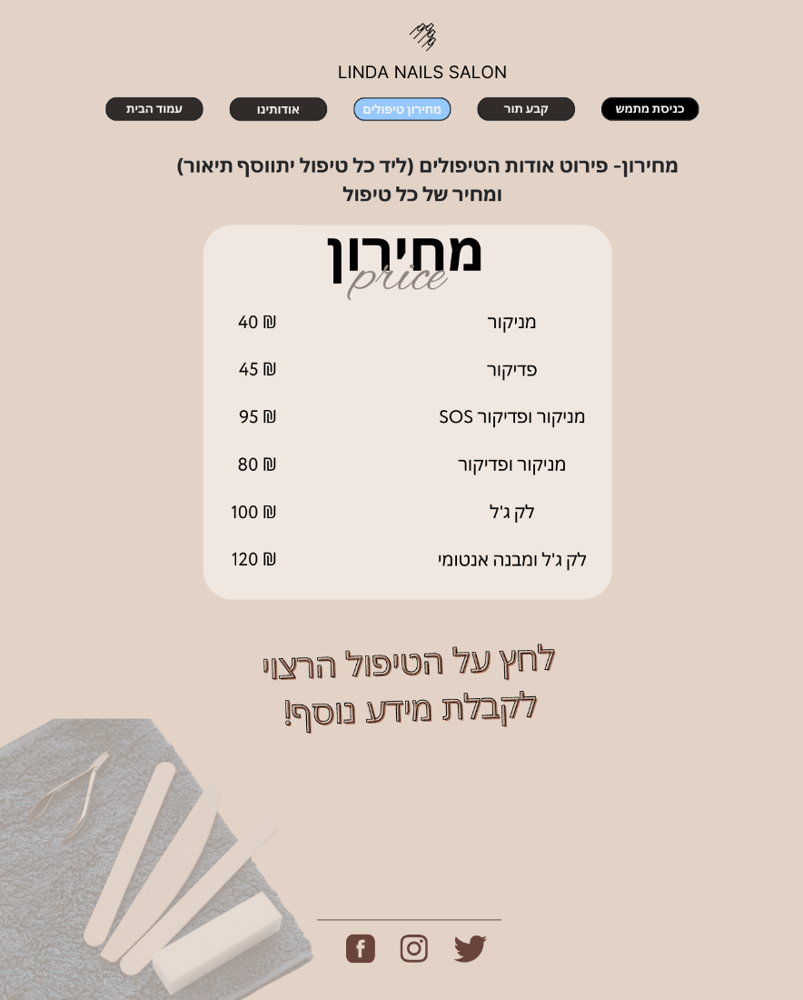 LINDA NAILS SALON
כניסת מתמש
קבע תור
מחירון טיפולים
אודותינו
עמוד הבית
מחירון- פירוט אודות הטיפולים (ליד כל טיפול יתווסף תיאור)
ומחיר של כל טיפול
מחירון
price
מניקור 40 ₪
פדיקור 45 ₪
מניקור ופדיקור SOS 95 ₪
מניקור ופדיקור 80 ₪
לק ג'ל 100 ₪
לק ג'ל ומבנה אנטומי 120 ₪
לחץ על הטיפול הרצוי
לקבלת מידע נוסף!